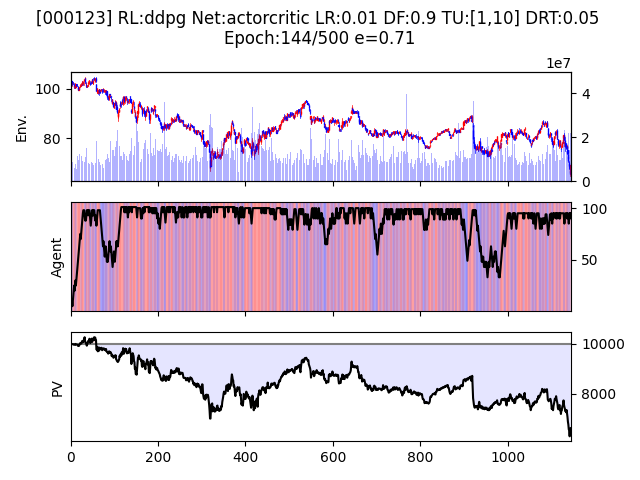 [000123] RL:ddpg Net:actorcritic LR:0.01 DF:0.9 TU:[1,10] DRT:0.05
Epoch:144/500 e=0.71
1e7
100
80
Env.
4
2
0
Agent
100
50
PV
10000
8000
0
200
400
600
800
1000